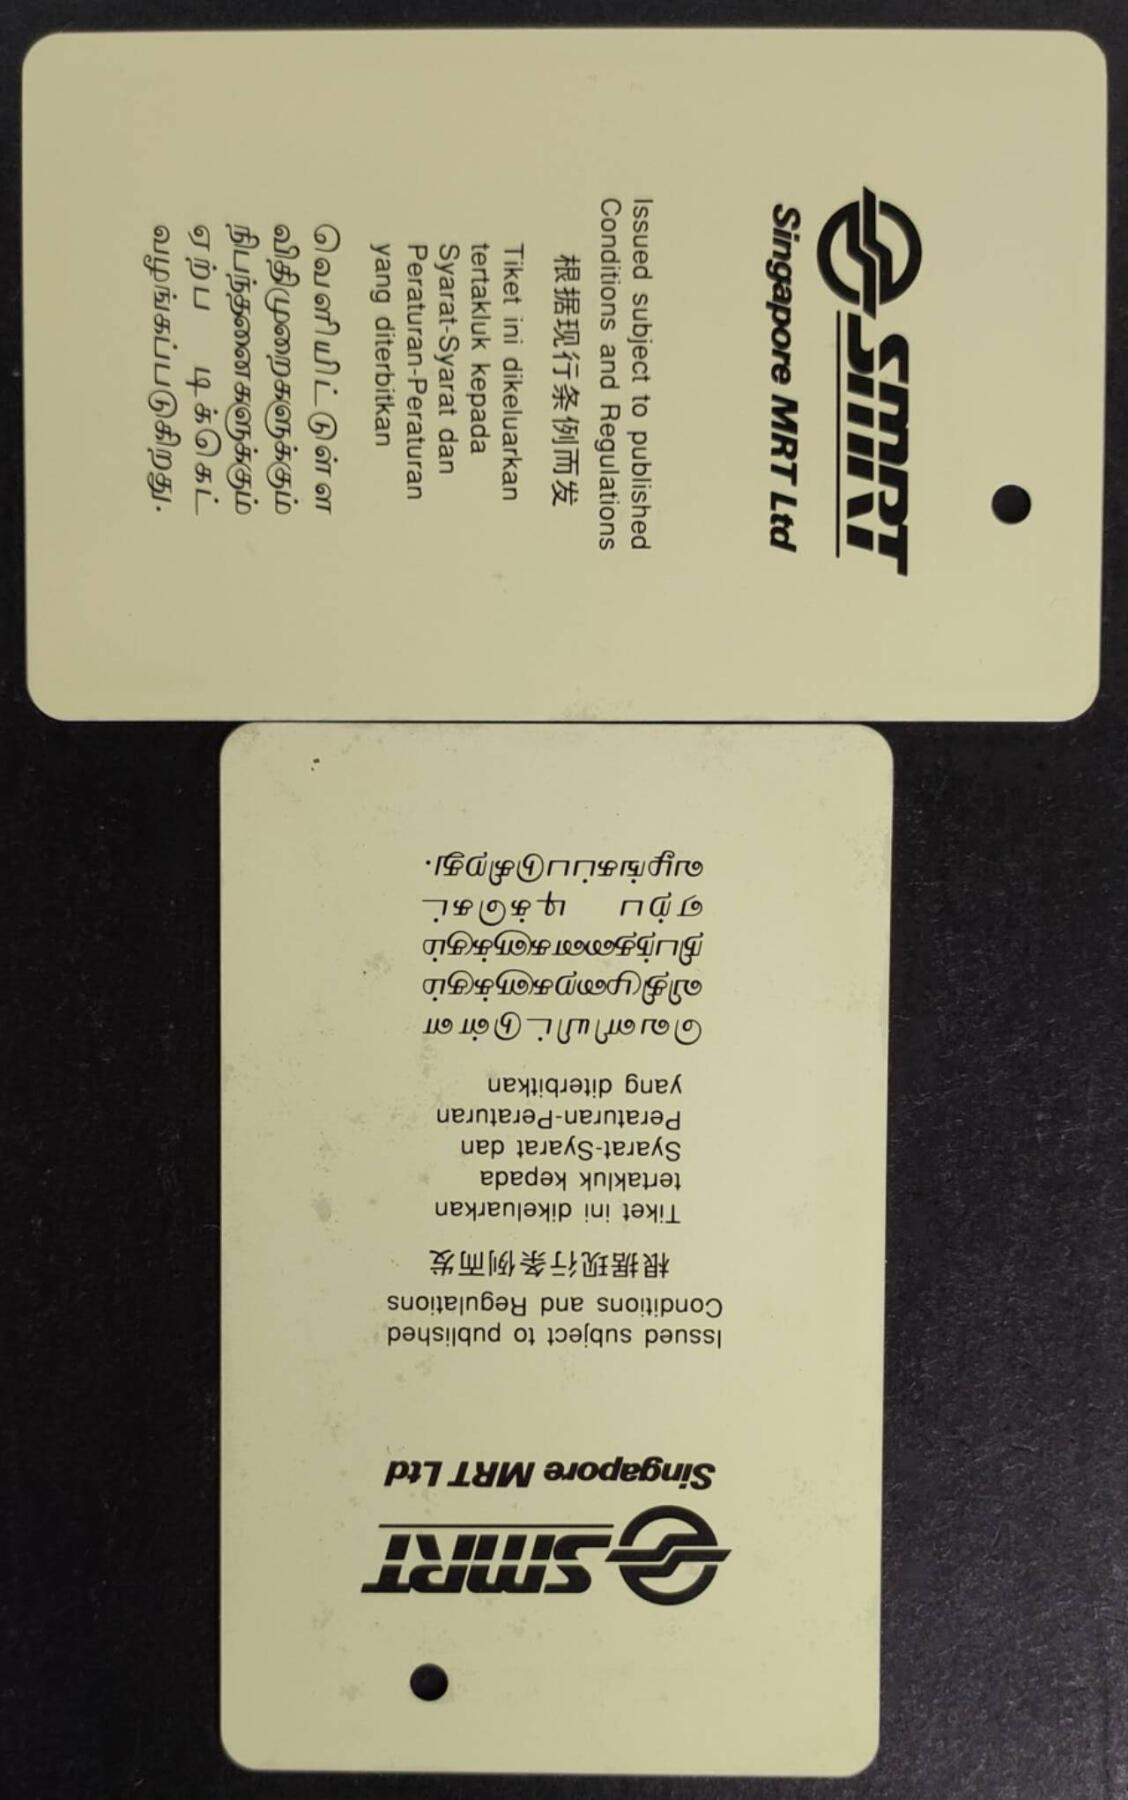 SMRT
Singapore MRT Ltd
Issued subject to published
Conditions and Regulations
根据现行条例而发
Tiket ini dikeluarkan
tertakluk kepada
Syarat-Syarat dan
Peraturan-Peraturan
yang diterbitkan
வெளியிட்டுள்ள
விதிமுறைகளுக்கும்
நிபந்தனைகளுக்கும்
ஏற்ப டிக்கெட்
வழங்கப்படுகிறது.
SMRT
Singapore MRT Ltd
Issued subject to published
Conditions and Regulations
根据现行条例而发
Tiket ini dikeluarkan
tertakluk kepada
Syarat-Syarat dan
Peraturan-Peraturan
yang diterbitkan
வெளியிட்டுள்ள
விதிமுறைகளுக்கும்
நிபந்தனைகளுக்கும்
ஏற்ப டிக்கெட்
வழங்கப்படுகிறது.